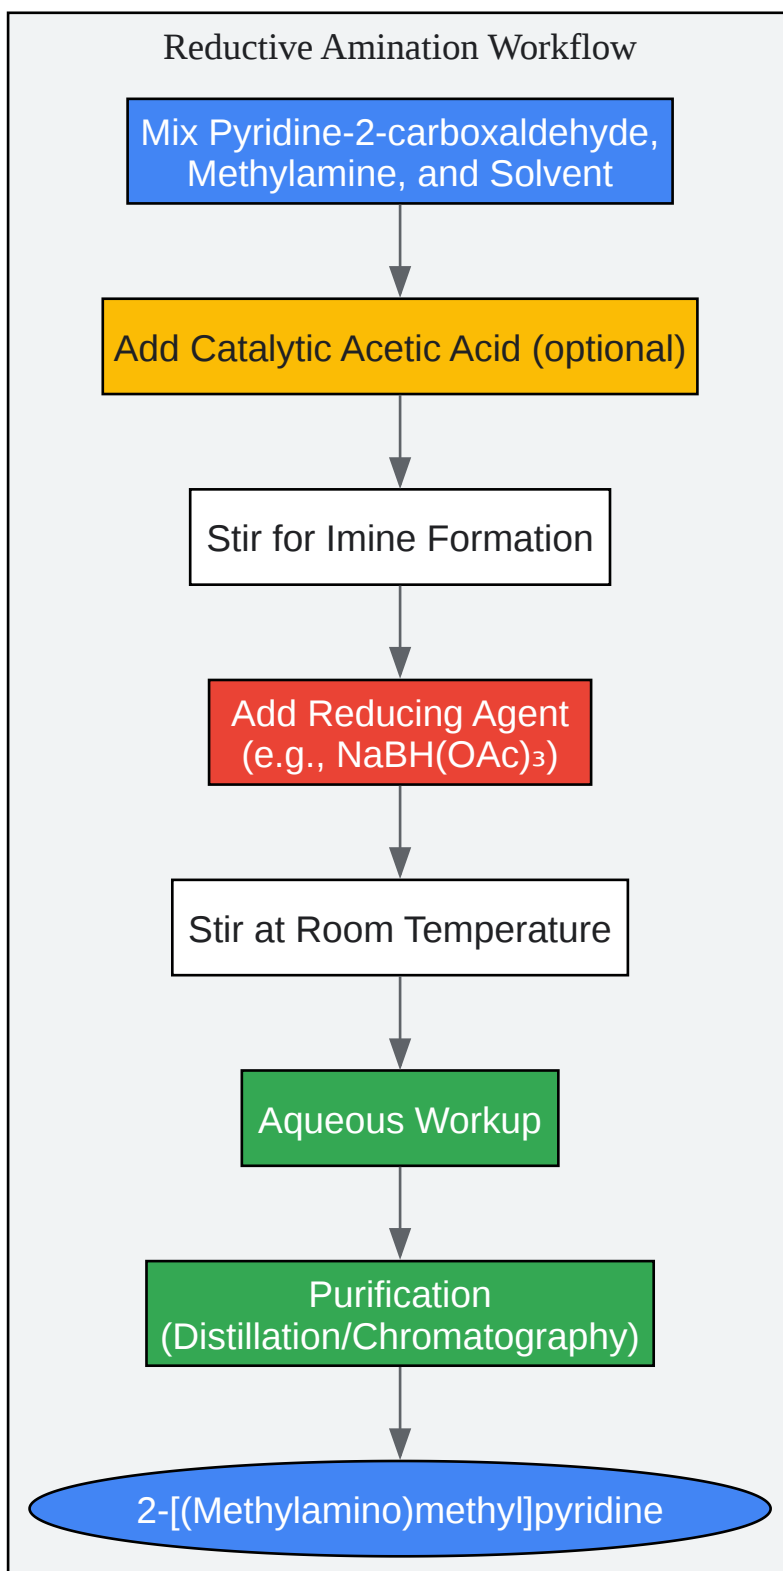 Reductive Amination Workflow
Mix Pyridine-2-carboxaldehyde,
Methylamine, and Solvent
Add Catalytic Acetic Acid (optional)
Stir for Imine Formation
Add Reducing Agent
(e.g., NaBH(OAc)₃)
Stir at Room Temperature
Aqueous Workup
Purification
(Distillation/Chromatography)
2-[(Methylamino)methyl]pyridine